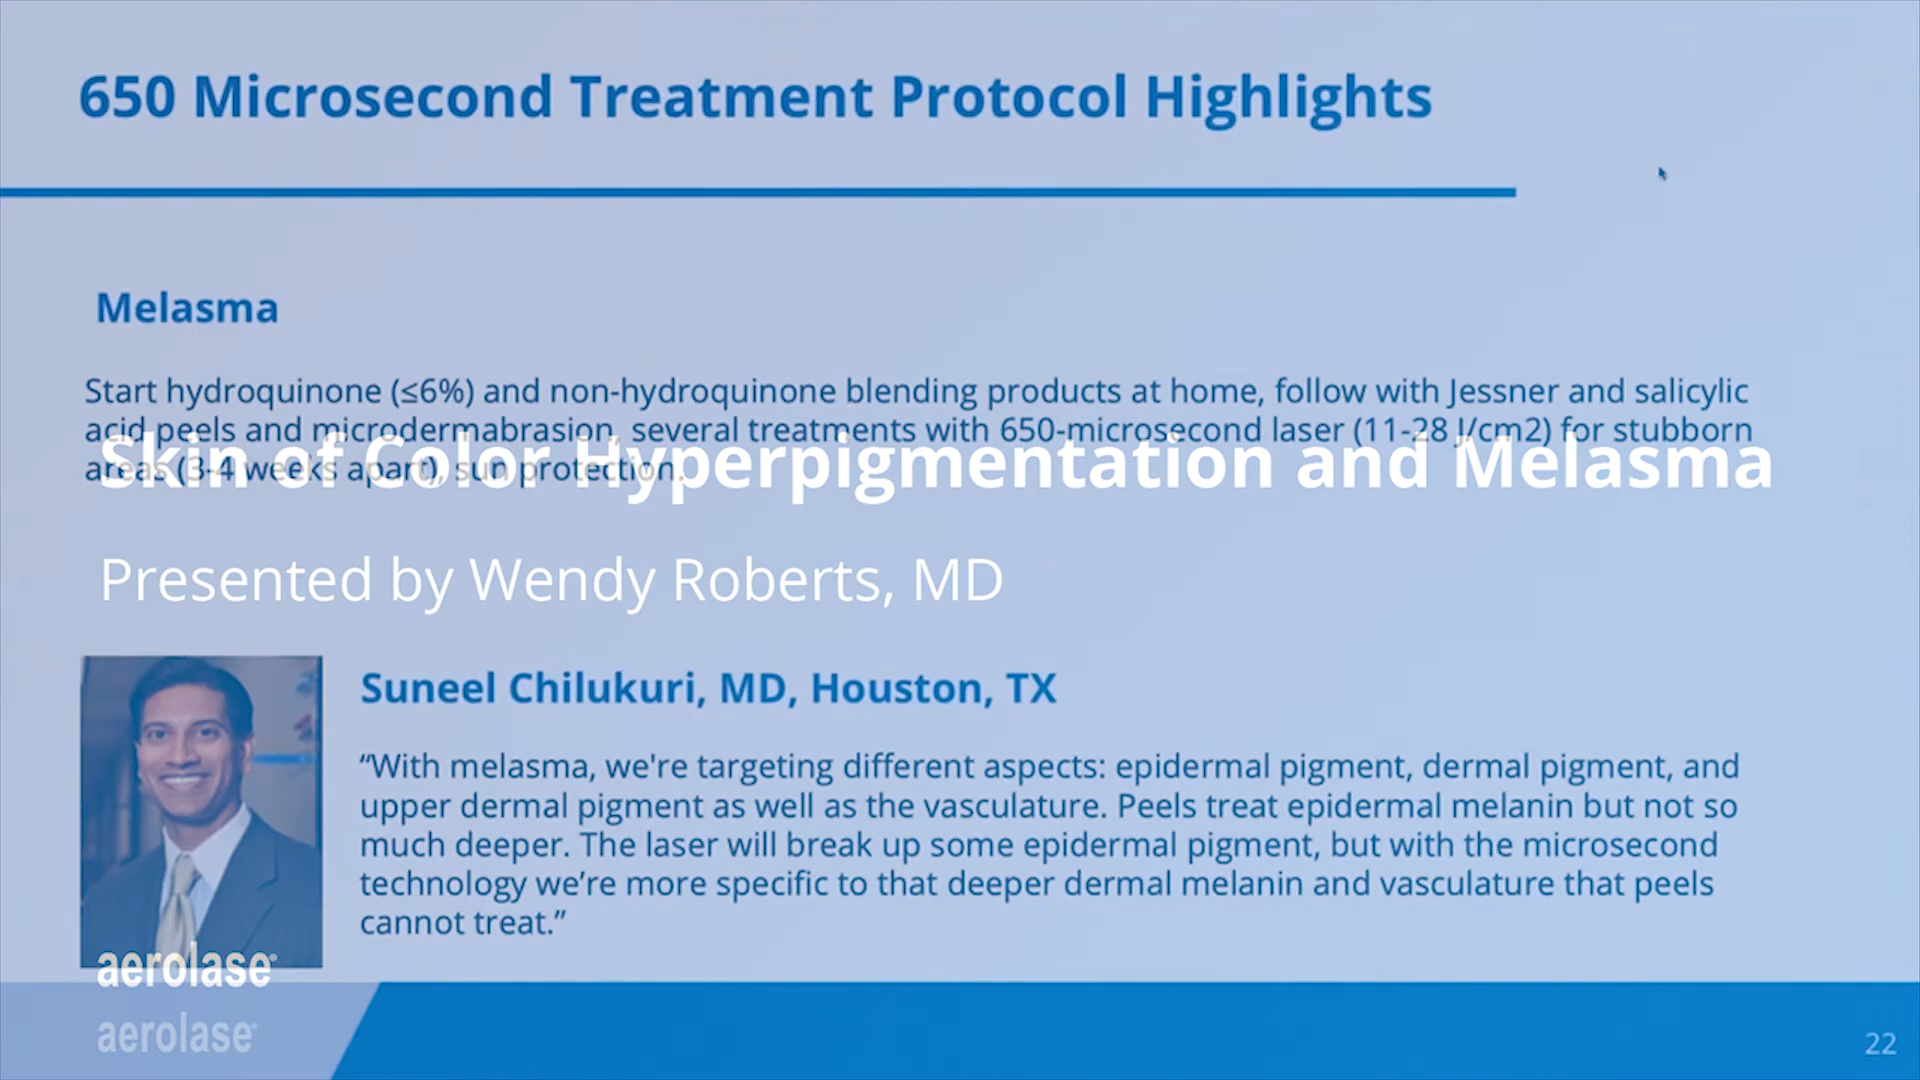 650 Microsecond Treatment Protocol Highlights
Melasma
Start hydroquinone (≤6%) and non-hydroquinone blending products at home, follow with Jessner and salicylic
acid peels and microdermabrasion, several treatments with 650-microsecond laser (11-28 J/cm2) for stubborn
areas (3-4 weeks apart), sun protection.
Skin of Color Hyperpigmentation and Melasma
Presented by Wendy Roberts, MD
Suneel Chilukuri, MD, Houston, TX
“With melasma, we're targeting different aspects: epidermal pigment, dermal pigment, and
upper dermal pigment as well as the vasculature. Peels treat epidermal melanin but not so
much deeper. The laser will break up some epidermal pigment, but with the microsecond
technology we’re more specific to that deeper dermal melanin and vasculature that peels
cannot treat.”
aerolase®
aerolase®
22